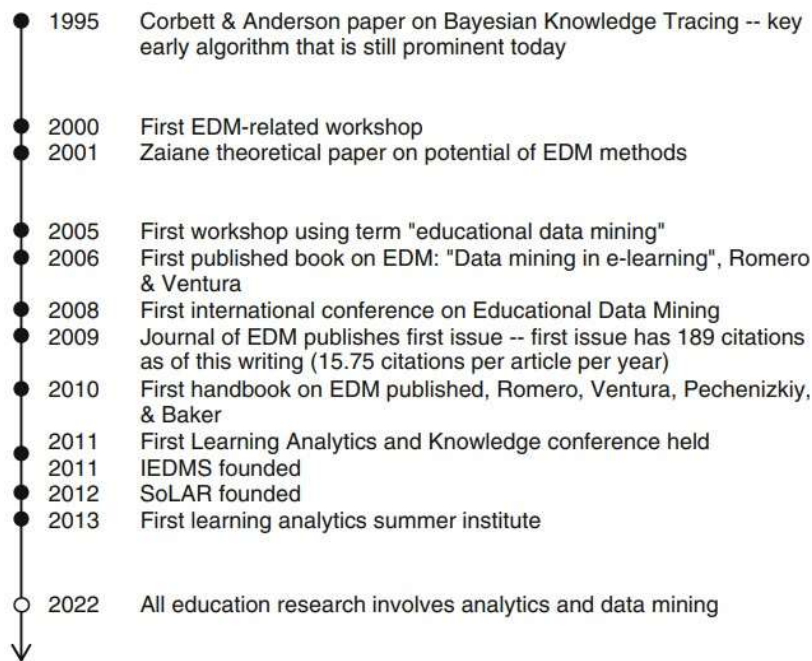 1995 Corbett & Anderson paper on Bayesian Knowledge Tracing -- key
early algorithm that is still prominent today
2000 First EDM-related workshop
2001 Zaiane theoretical paper on potential of EDM methods
2005 First workshop using term "educational data mining"
2006 First published book on EDM: "Data mining in e-learning", Romero
& Ventura
2008 First international conference on Educational Data Mining
2009 Journal of EDM publishes first issue -- first issue has 189 citations
as of this writing (15.75 citations per article per year)
2010 First handbook on EDM published, Romero, Ventura, Pechenizkiy,
& Baker
2011 First Learning Analytics and Knowledge conference held
2011 IEDMS founded
2012 SoLAR founded
2013 First learning analytics summer institute
2022 All education research involves analytics and data mining